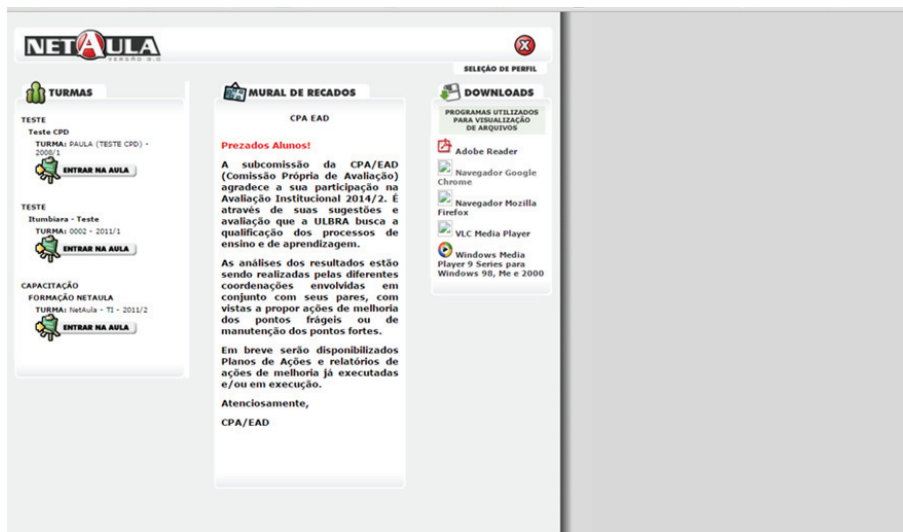 NETAULA
VERSÃO 2.0
SELEÇÃO DE PERFIL
TURMAS
TESTE
Teste CPD
TURMA: PAULA (TESTE CPD) -
2008/1
ENTRAR NA AULA
TESTE
Itumbiara - Teste
TURMA: 0002 - 2011/1
ENTRAR NA AULA
CAPACITAÇÃO
FORMAÇÃO NETAULA
TURMA: NetAula - TI - 2011/2
ENTRAR NA AULA
MURAL DE RECADOS
CPA EAD
Prezados Alunos!
A subcomissão da CPA/EAD
(Comissão Própria de Avaliação)
agradece a sua participação na
Avaliação Institucional 2014/2. É
através de suas sugestões e
avaliação que a ULBRA busca a
qualificação dos processos de
ensino e de aprendizagem.
As análises dos resultados estão
sendo realizadas pelas diferentes
coordenações envolvidas em
conjunto com seus pares, com
vistas a propor ações de melhoria
dos pontos frágeis ou de
manutenção dos pontos fortes.
Em breve serão disponibilizados
Planos de Ações e relatórios de
ações de melhoria já executadas
e/ou em execução.
Atenciosamente,
CPA/EAD
DOWNLOADS
PROGRAMAS UTILIZADOS
PARA VISUALIZAÇÃO
DE ARQUIVOS
Adobe Reader
Navegador Google
Chrome
Navegador Mozilla
Firefox
VLC Media Player
Windows Media
Player 9 Series para
Windows 98, Me e 2000